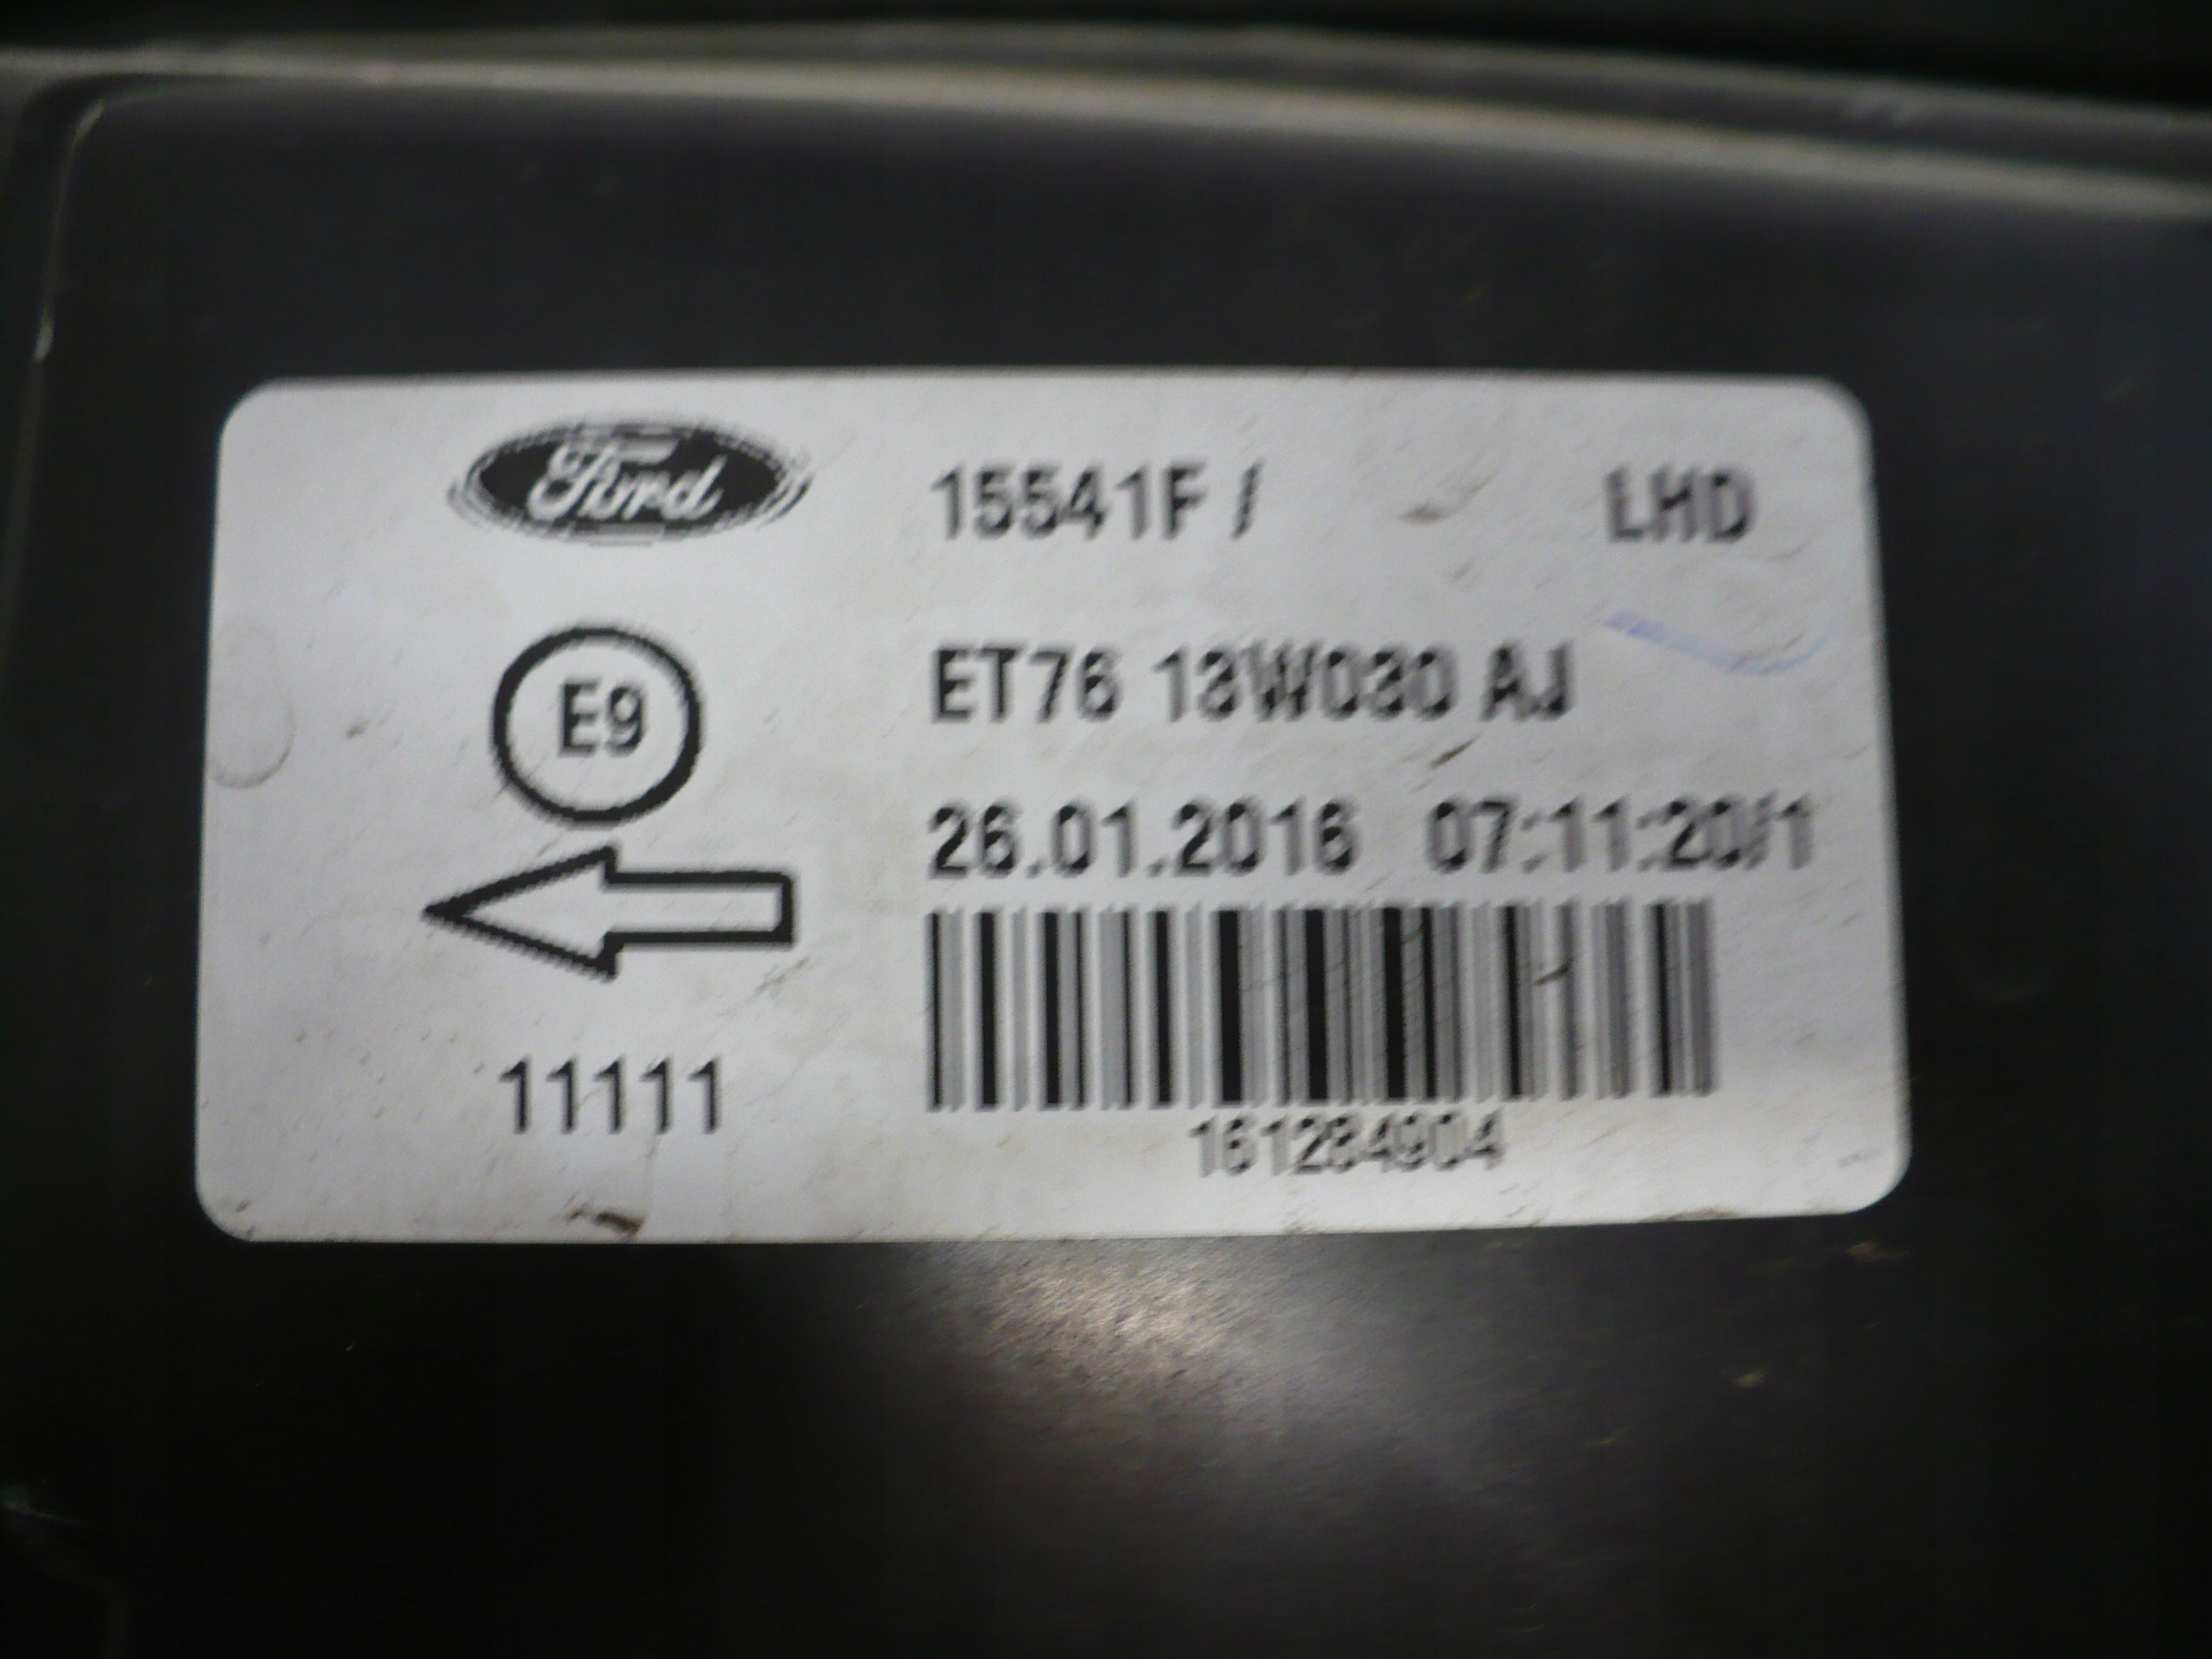 Ford
15541F / LHD
E9
ET76 13W030 AJ
26.01.2016 07:11:20/1
11111
161284904